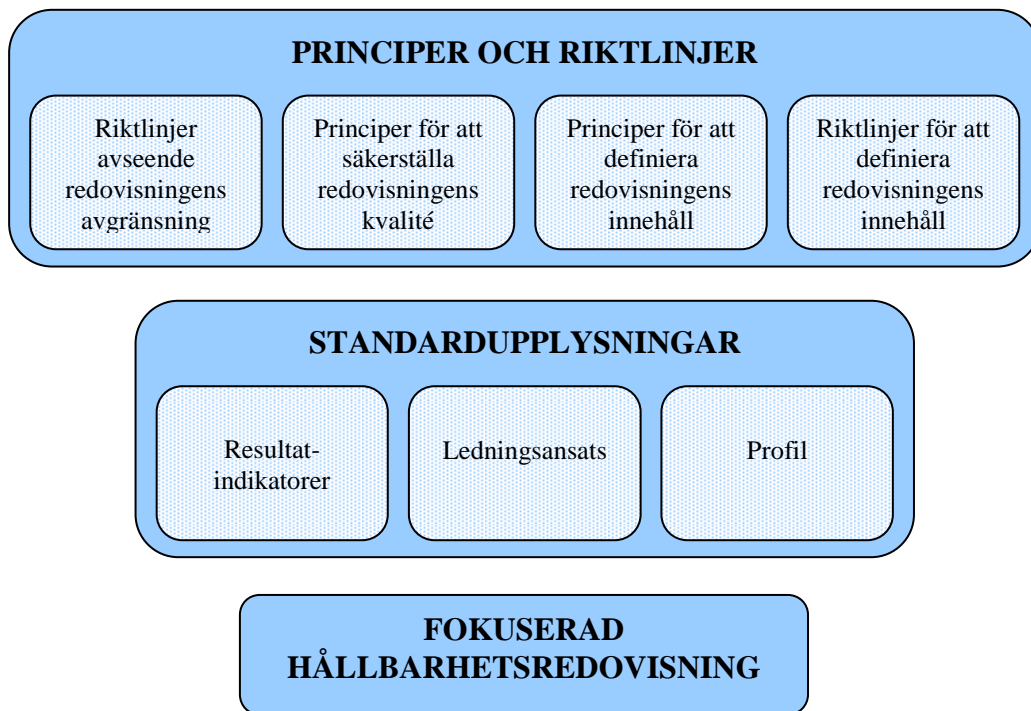 PRINCIPER OCH RIKTLINJER
Riktlinjer
avseende
redovisningens
avgränsning
Principer för att
säkerställa
redovisningens
kvalité
Principer för att
definiera
redovisningens
innehåll
Riktlinjer för att
definiera
redovisningens
innehåll
STANDARDUPPLYSNINGAR
Resultat-
indikatorer
Ledningsansats
Profil
FOKUSERAD
HÅLLBARHETSREDOVISNING